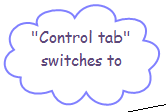 "Control tab"
switches to